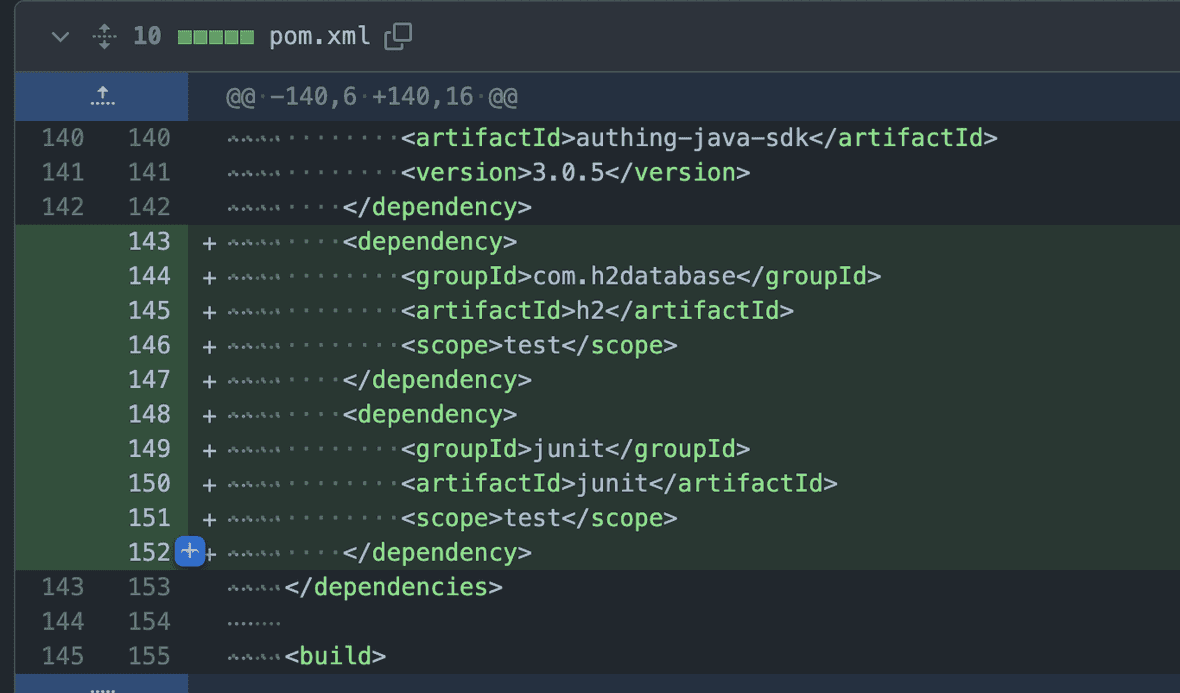 10 pom.xml
@@ -140,6 +140,16 @@
140 140 <artifactId>authing-java-sdk</artifactId>
141 141 <version>3.0.5</version>
142 142 </dependency>
143 + <dependency>
144 + <groupId>com.h2database</groupId>
145 + <artifactId>h2</artifactId>
146 + <scope>test</scope>
147 + </dependency>
148 + <dependency>
149 + <groupId>junit</groupId>
150 + <artifactId>junit</artifactId>
151 + <scope>test</scope>
152 + </dependency>
143 153 </dependencies>
144 154
145 155 <build>